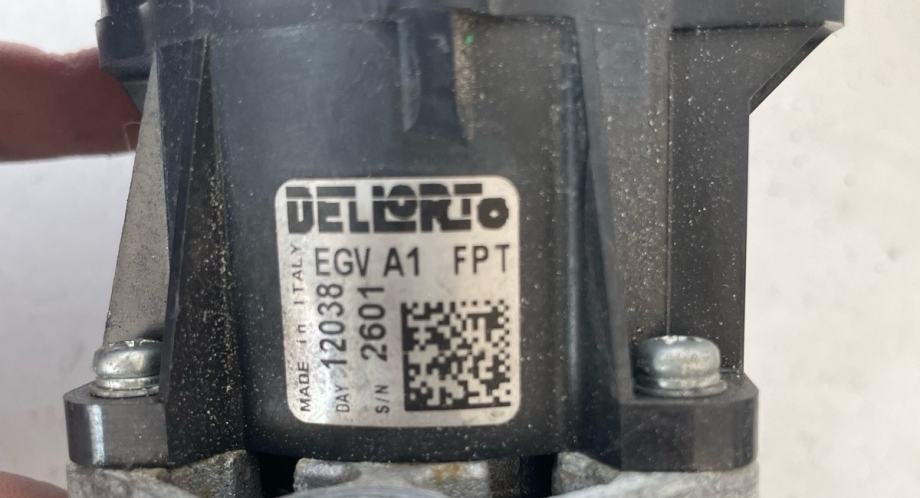 DELLORTO
EGV A1 FPT
MADE in ITALY
DAY 12038
S/N 2601